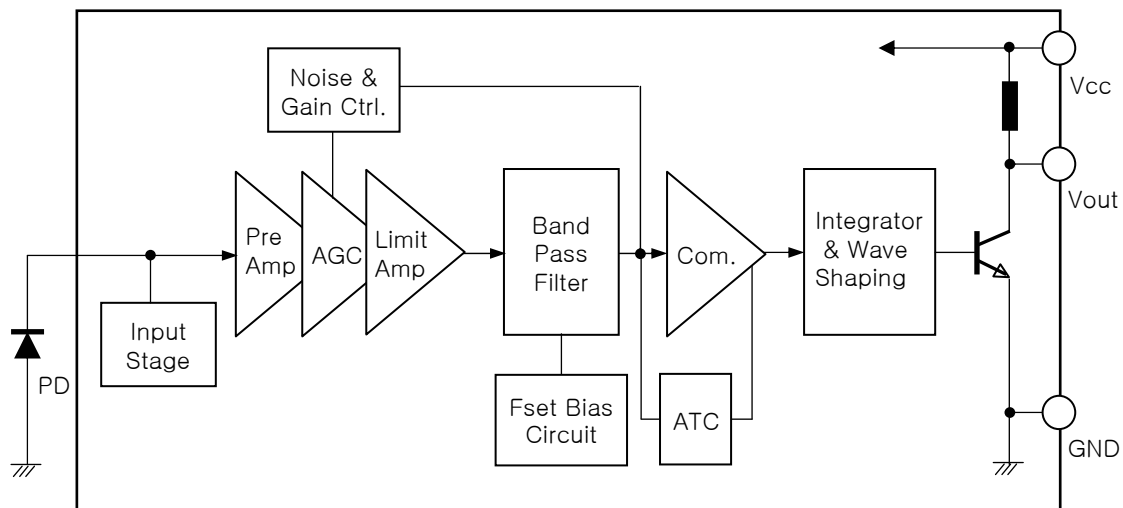 Noise &
Gain Ctrl.
Vcc
Vout
Pre
Amp
AGC
Limit
Amp
Band
Pass
Filter
Com.
Integrator
& Wave
Shaping
Input
Stage
PD
Fset Bias
Circuit
ATC
GND